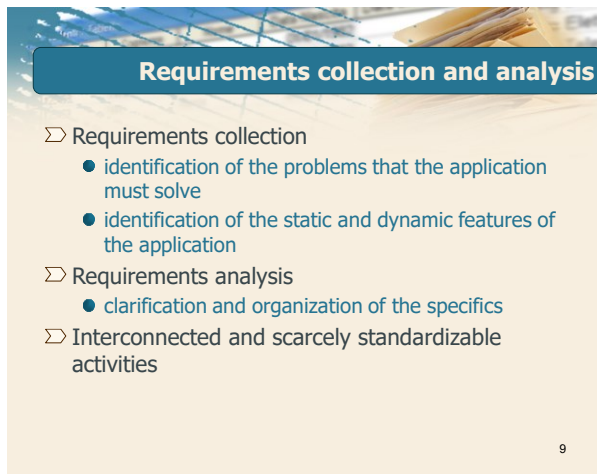 Requirements collection and analysis
Requirements collection
identification of the problems that the application
must solve
identification of the static and dynamic features of
the application
Requirements analysis
clarification and organization of the specifics
Interconnected and scarcely standardizable
activities
9